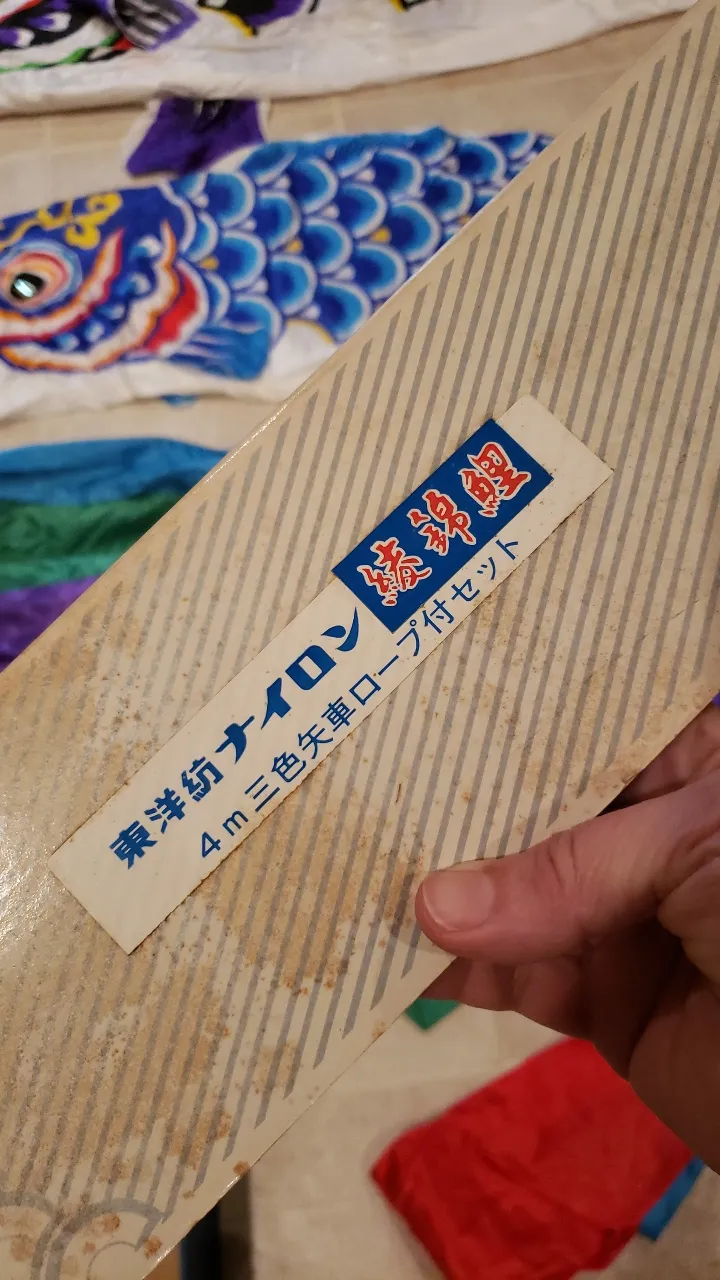 東洋紡ナイロン 綾錦鯉
4m三色矢車ロープ付セット